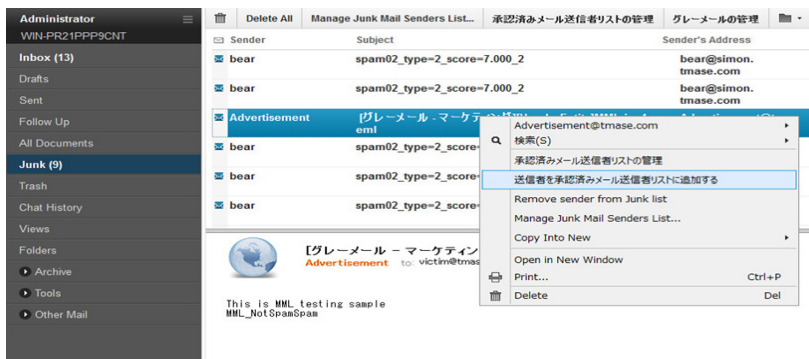 Administrator
WIN-PR21PPP9CNT
Inbox (13)
Drafts
Sent
Follow Up
All Documents
Junk (9)
Trash
Chat History
Views
Folders
Archive
Tools
Other Mail
Delete All Manage Junk Mail Senders List... 承認済みメール送信者リストの管理 グレーメールの管理
Sender Subject Sender's Address
bear spam02_type=2_score=7.000_2 bear@simon.
tmase.com
bear spam02_type=2_score=7.000_2 bear@simon.
tmase.com
Advertisement [グレーメール - マーケティ
eml
bear spam02_type=2_score=
bear spam02_type=2_score=
bear spam02_type=2_score=
Advertisement@tmase.com
検索(S)
承認済みメール送信者リストの管理
送信者を承認済みメール送信者リストに追加する
Remove sender from Junk list
Manage Junk Mail Senders List...
Copy Into New
Open in New Window
Print... Ctrl+P
Delete Del
[グレーメール - マーケティン
Advertisement to: victim@tmas
This is MML testing sample
MML_NotSpamSpam